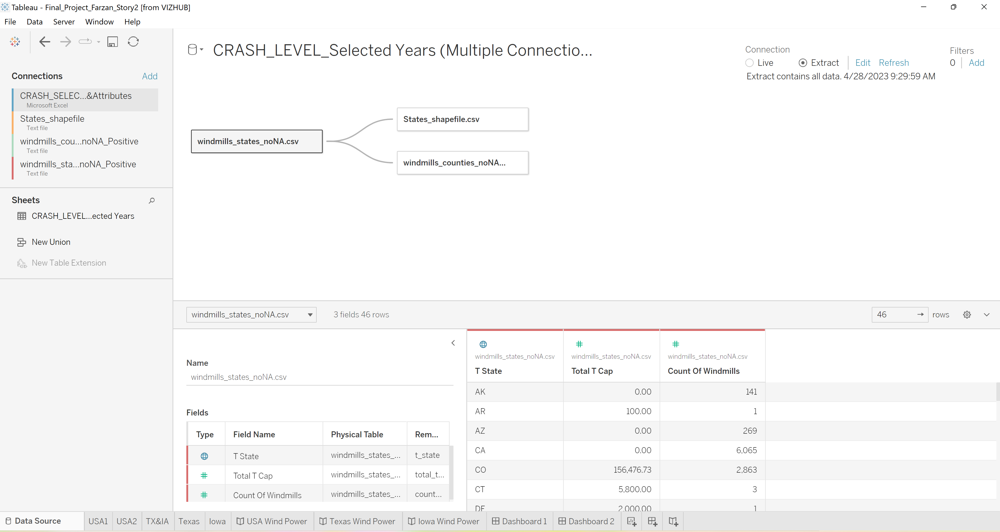 Tableau - Final_Project_Farzan_Story2 [from VIZHUB]
File Data Server Window Help
Connections Add
CRASH_SELEC...&Attributes
Microsoft Excel
States_shapefile
Text file
windmills_cou...noNA_Positive
Text file
windmills_sta...noNA_Positive
Text file
Sheets
CRASH_LEVEL...ected Years
New Union
New Table Extension
CRASH_LEVEL_Selected Years (Multiple Connectio...
Connection
Live Extract Edit Refresh
Extract contains all data. 4/28/2023 9:29:59 AM
Filters
0 Add
windmills_states_noNA.csv
States_shapefile.csv
windmills_counties_noNA...
windmills_states_noNA.csv 3 fields 46 rows 46 rows
Name
windmills_states_noNA.csv
Fields
Type Field Name Physical Table Rem...
T State windmills_states_... t_state
Total T Cap windmills_states_... total_t...
Count Of Windmills windmills_states_... count...
windmills_states_noNA.csv windmills_states_noNA.csv windmills_states_noNA.csv
T State Total T Cap Count Of Windmills
AK 0.00 141
AR 100.00 1
AZ 0.00 269
CA 0.00 6,065
CO 156,476.73 2,863
CT 5,800.00 3
DE 2,000.00 1
Data Source USA1 USA2 TX&IA Texas Iowa USA Wind Power Texas Wind Power Iowa Wind Power Dashboard 1 Dashboard 2